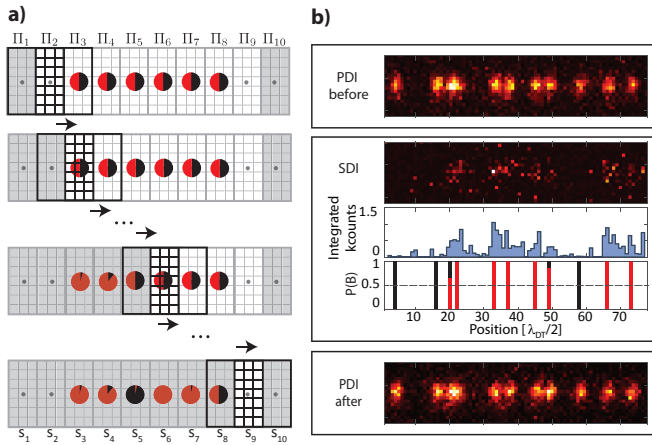 a)
Π₁ Π₂ Π₃ Π₄ Π₅ Π₆ Π₇ Π₈ Π₉ Π₁₀
...
...
S₁ S₂ S₃ S₄ S₅ S₆ S₇ S₈ S₉ S₁₀
b)
PDI
before
SDI
Integrated
kcounts
1.5
0
P(B)
1
0.5
0
10 20 30 40 50 60 70
Position [λ_DT/2]
PDI
after